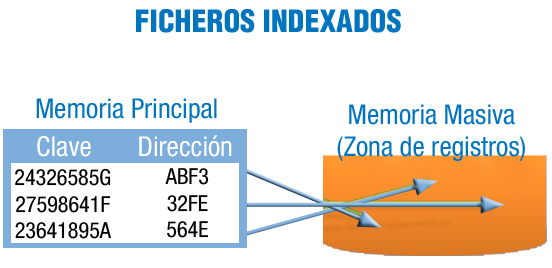 FICHEROS INDEXADOS
Memoria Principal
Clave Dirección
24326585G ABF3
27598641F 32FE
23641895A 564E
Memoria Masiva
(Zona de registros)